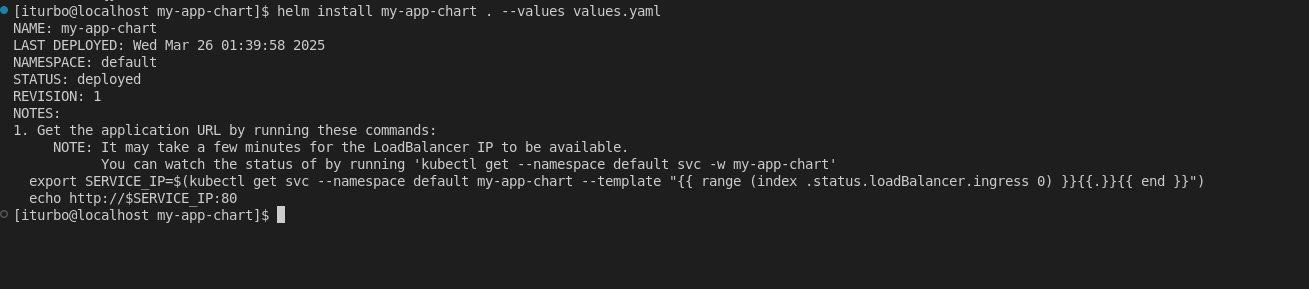 [iturbo@localhost my-app-chart]$ helm install my-app-chart . --values values.yaml
NAME: my-app-chart
LAST DEPLOYED: Wed Mar 26 01:39:58 2025
NAMESPACE: default
STATUS: deployed
REVISION: 1
NOTES:
1. Get the application URL by running these commands:
     NOTE: It may take a few minutes for the LoadBalancer IP to be available.
           You can watch the status of by running 'kubectl get --namespace default svc -w my-app-chart'
  export SERVICE_IP=$(kubectl get svc --namespace default my-app-chart --template "{{ range (index .status.loadBalancer.ingress 0) }}{{.}}{{ end }}")
  echo http://$SERVICE_IP:80
[iturbo@localhost my-app-chart]$